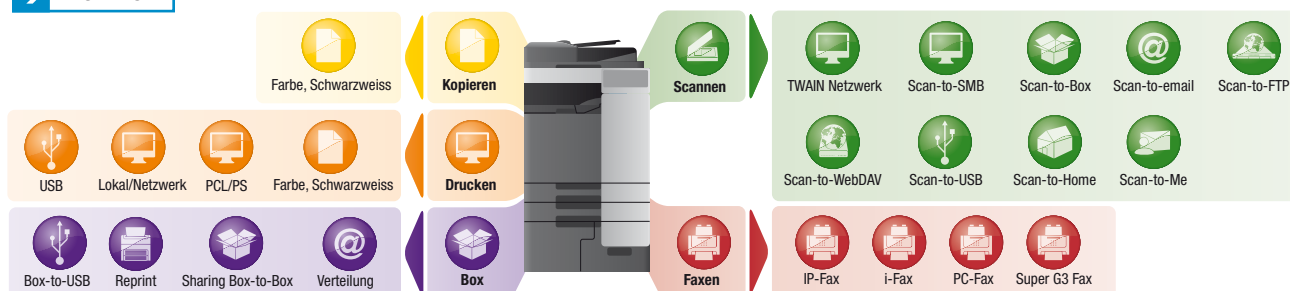 Farbe, Schwarzweiss
Kopieren
Scannen
TWAIN Netzwerk
Scan-to-SMB
Scan-to-Box
Scan-to-email
Scan-to-FTP
USB
Lokal/Netzwerk
PCL/PS
Farbe, Schwarzweiss
Drucken
Scan-to-WebDAV
Scan-to-USB
Scan-to-Home
Scan-to-Me
Box-to-USB
Reprint
Sharing Box-to-Box
Verteilung
Box
Faxen
IP-Fax
i-Fax
PC-Fax
Super G3 Fax